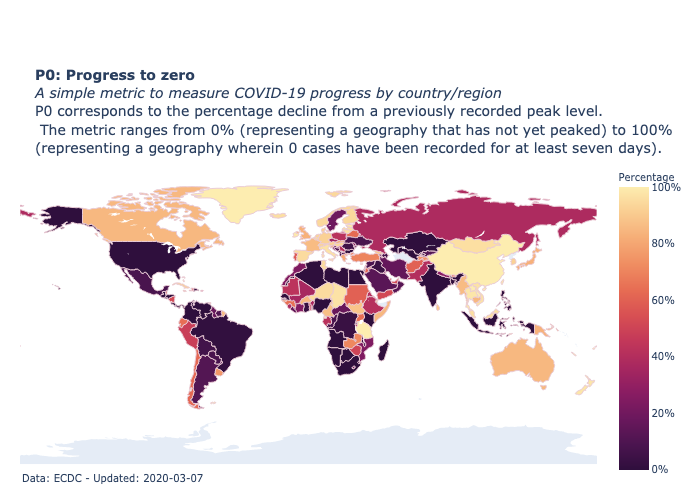 P0: Progress to zero
A simple metric to measure COVID-19 progress by country/region
P0 corresponds to the percentage decline from a previously recorded peak level.
The metric ranges from 0% (representing a geography that has not yet peaked) to 100%
(representing a geography wherein 0 cases have been recorded for at least seven days).
Percentage
100%
80%
60%
40%
20%
0%
Data: ECDC - Updated: 2020-03-07